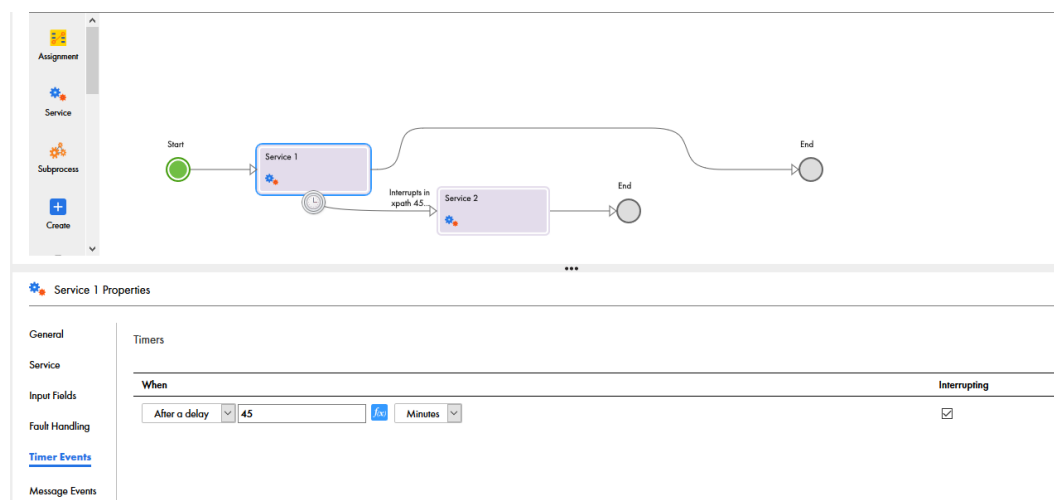 Assignment
Service
Subprocess
Create
Start
Service 1
Interrupts in
xpath 45...
Service 2
End
End
Service 1 Properties
General
Service
Input Fields
Fault Handling
Timer Events
Message Events
Timers
When
Interrupting
After a delay
45
f(x)
Minutes